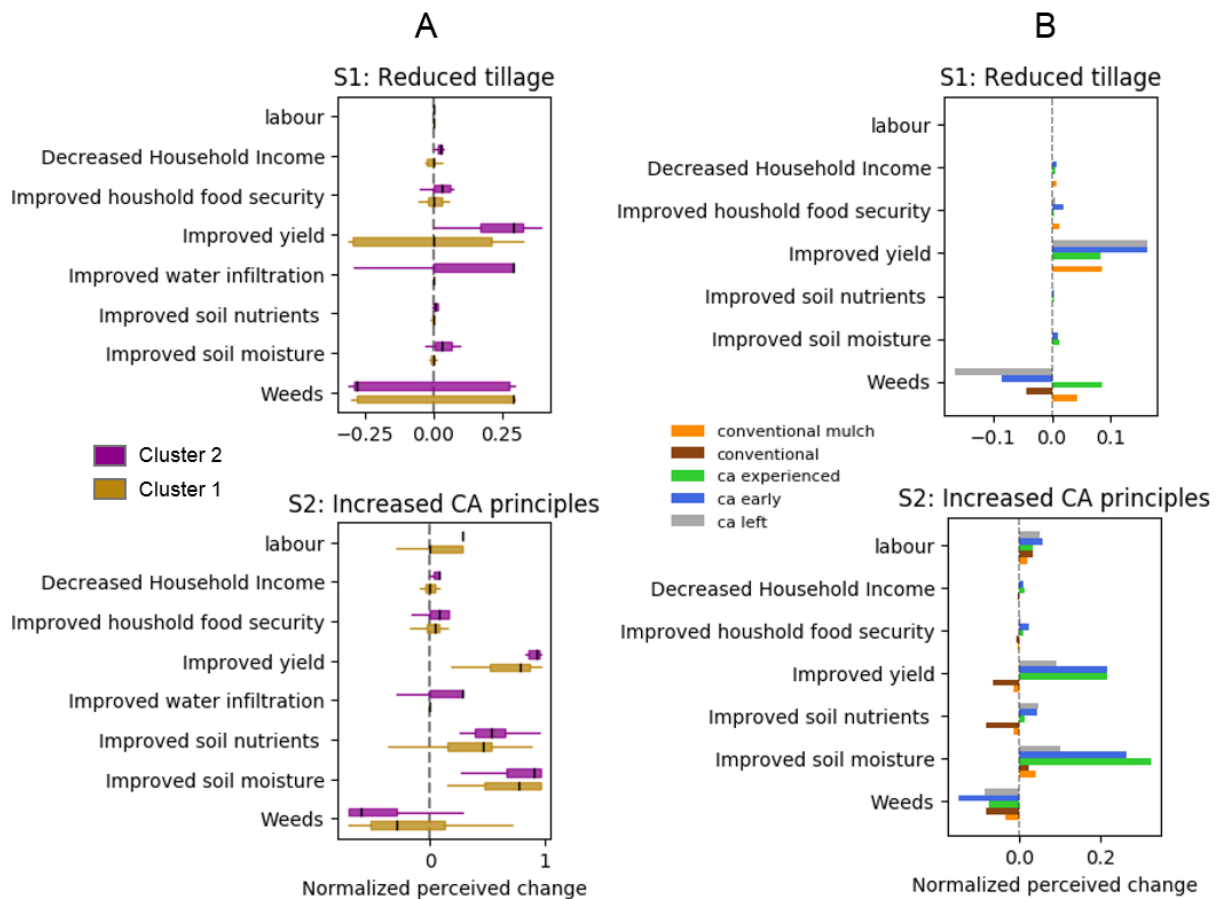 A
S1: Reduced tillage
labour
Decreased Household Income
Improved houshold food security
Improved yield
Improved water infiltration
Improved soil nutrients
Improved soil moisture
Weeds
−0.25 0.00 0.25
Cluster 2
Cluster 1
S2: Increased CA principles
labour
Decreased Household Income
Improved houshold food security
Improved yield
Improved water infiltration
Improved soil nutrients
Improved soil moisture
Weeds
0 1
Normalized perceived change
B
S1: Reduced tillage
labour
Decreased Household Income
Improved houshold food security
Improved yield
Improved soil nutrients
Improved soil moisture
Weeds
−0.1 0.0 0.1
conventional mulch
conventional
ca experienced
ca early
ca left
S2: Increased CA principles
labour
Decreased Household Income
Improved houshold food security
Improved yield
Improved soil nutrients
Improved soil moisture
Weeds
0.0 0.2
Normalized perceived change